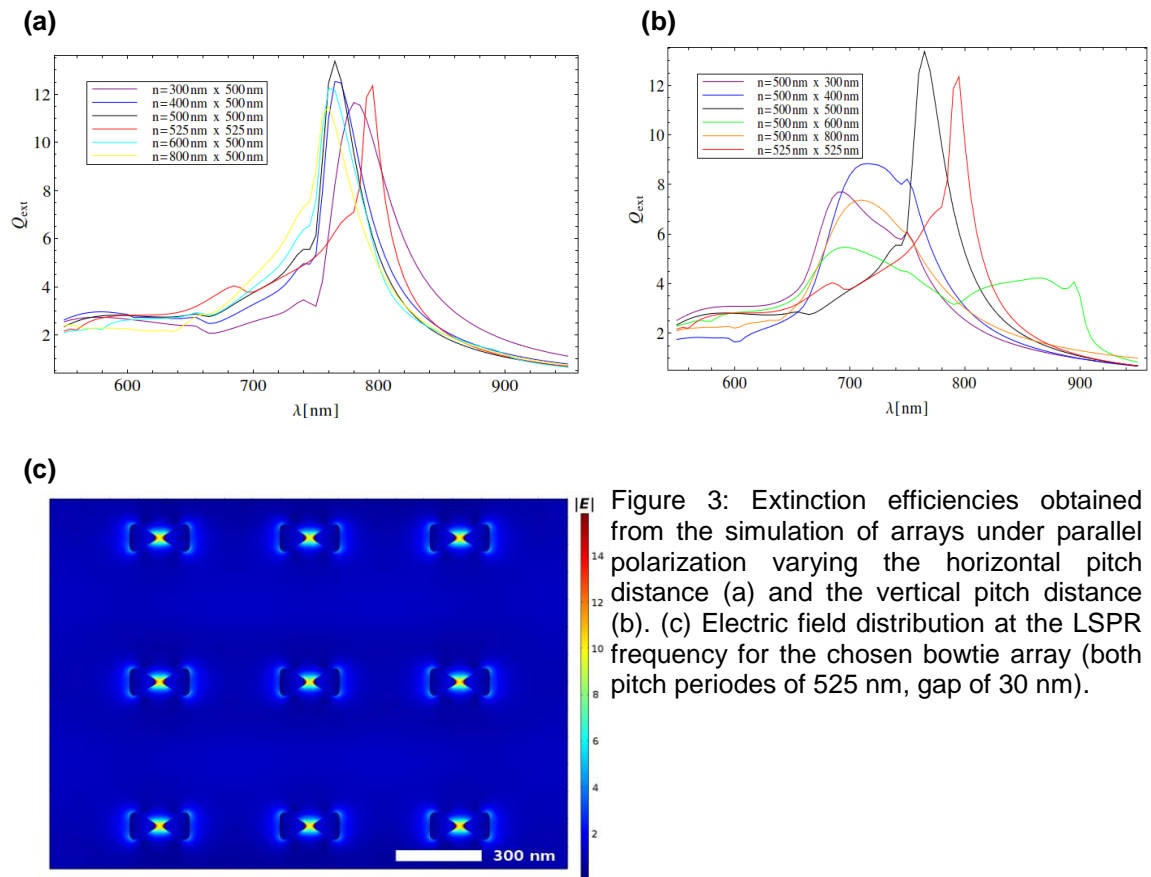 (a)
n=300nm x 500nm
n=400nm x 500nm
n=500nm x 500nm
n=525nm x 525nm
n=600nm x 500nm
n=800nm x 500nm
12
10
8
6
4
2
Qext
600
700
800
900
λ[nm]
(b)
n=500nm x 300nm
n=500nm x 400nm
n=500nm x 500nm
n=500nm x 600nm
n=500nm x 800nm
n=525nm x 525nm
12
10
8
6
4
2
Qext
600
700
800
900
λ[nm]
(c)
|E|
14
12
10
8
6
4
2
300 nm
Figure 3: Extinction efficiencies obtained
from the simulation of arrays under parallel
polarization varying the horizontal pitch
distance (a) and the vertical pitch distance
(b). (c) Electric field distribution at the LSPR
frequency for the chosen bowtie array (both
pitch periodes of 525 nm, gap of 30 nm).